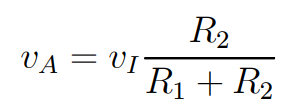 v_A = v_I \frac{R_2}{R_1 + R_2}